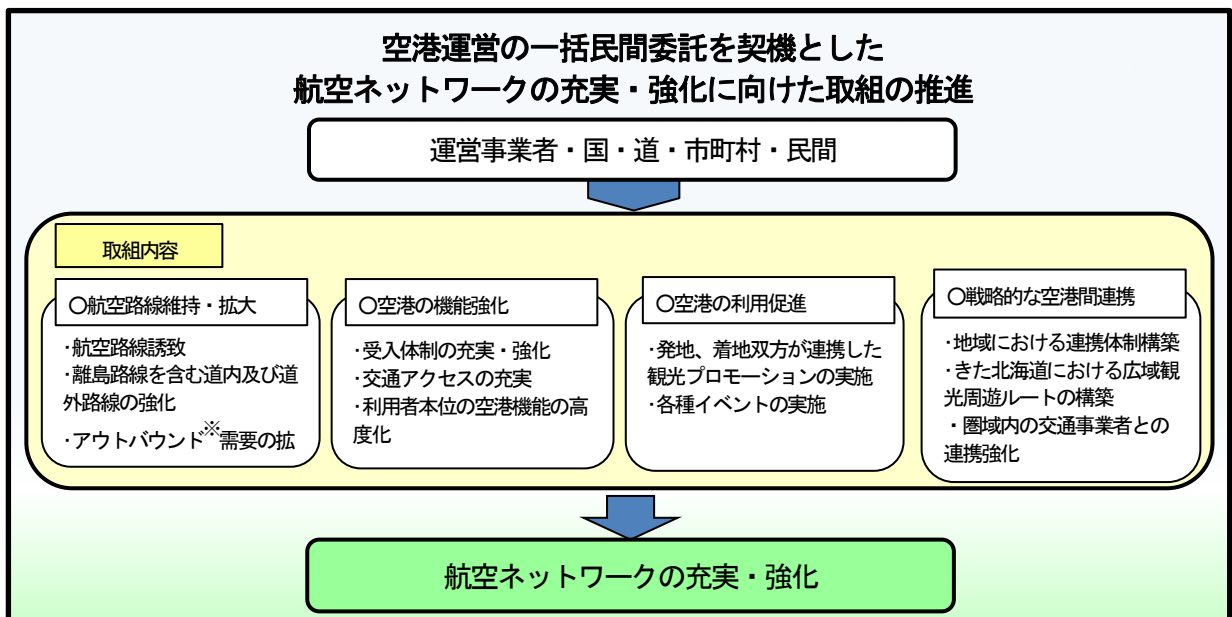 空港運営の一括民間委託を契機とした
航空ネットワークの充実・強化に向けた取組の推進
運営事業者・国・道・市町村・民間
取組内容
〇航空路線維持・拡大
・航空路線誘致
・離島路線を含む道内及び道
外路線の強化
・アウトバウンド※需要の拡
〇空港の機能強化
・受入体制の充実・強化
・交通アクセスの充実
・利用者本位の空港機能の高
度化
〇空港の利用促進
・発地、着地双方が連携した
観光プロモーションの実施
・各種イベントの実施
〇戦略的な空港間連携
・地域における連携体制構築
・きた北海道における広域観
光周遊ルートの構築
・圏域内の交通事業者との
連携強化
航空ネットワークの充実・強化